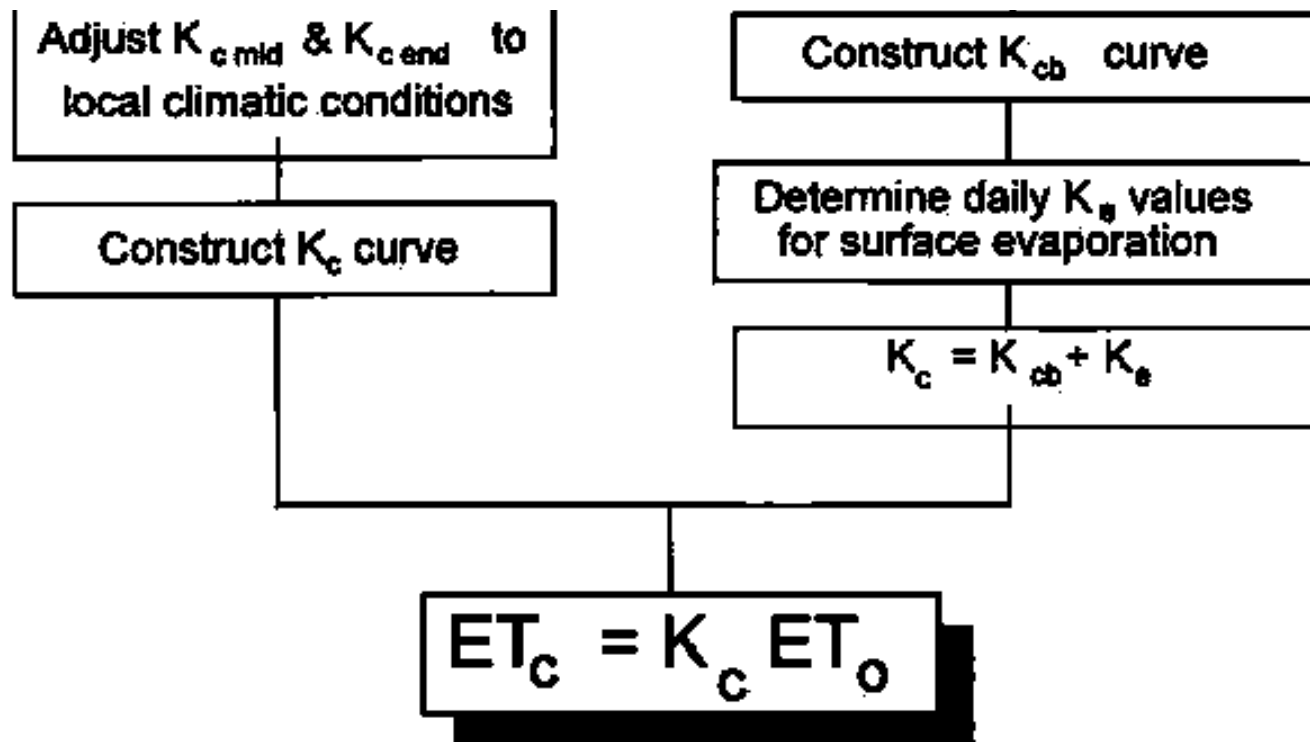 Adjust K c mid & K c end to
local climatic conditions
Construct K c curve
Construct K cb curve
Determine daily K e values
for surface evaporation
K c = K cb + K e
ET c = K c ET o